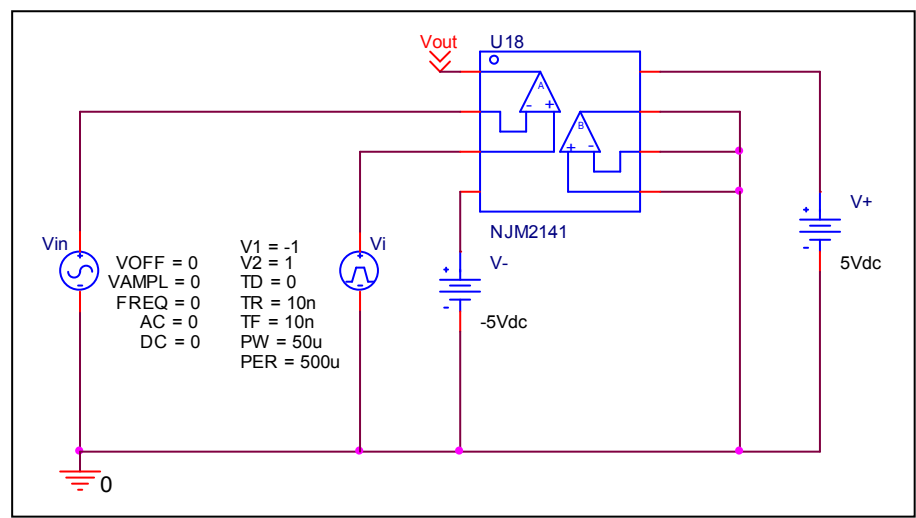 Vout
U18
A
- +
B
+ -
NJM2141
Vin
VOFF = 0
VAMPL = 0
FREQ = 0
AC = 0
DC = 0
V1 = -1
V2 = 1
TD = 0
TR = 10n
TF = 10n
PW = 50u
PER = 500u
Vi
V-
-5Vdc
V+
5Vdc
0